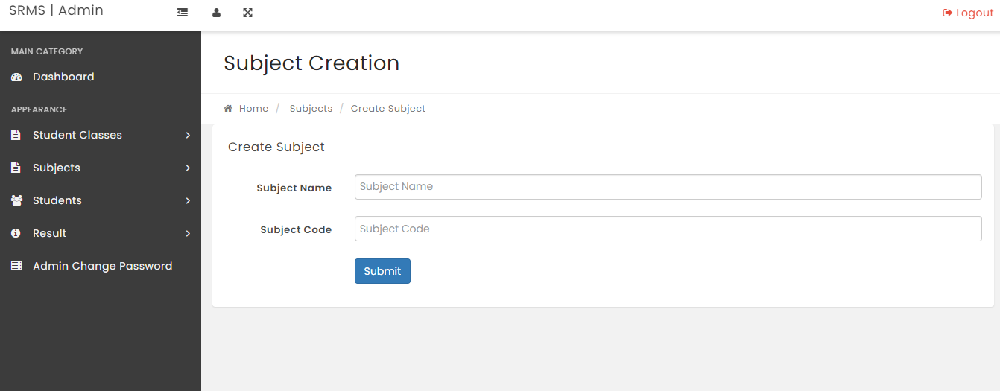 SRMS | Admin
Logout
MAIN CATEGORY
Dashboard
APPEARANCE
Student Classes
Subjects
Students
Result
Admin Change Password
Subject Creation
Home / Subjects / Create Subject
Create Subject
Subject Name Subject Name
Subject Code Subject Code
Submit